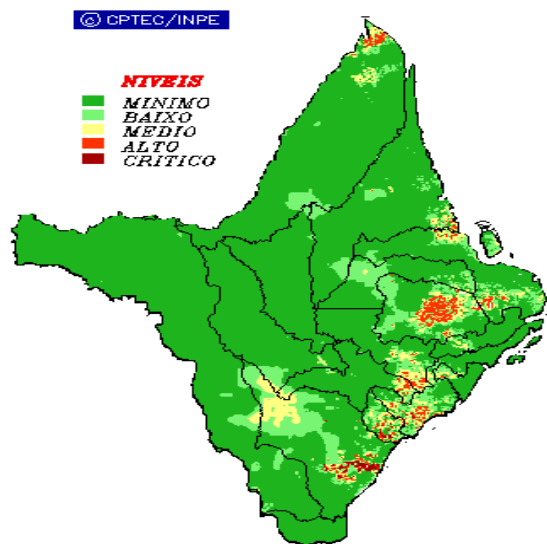 © CPTEC/INPE
NIVEIS
MINIMO
BAIXO
MEDIO
ALTO
CRITICO